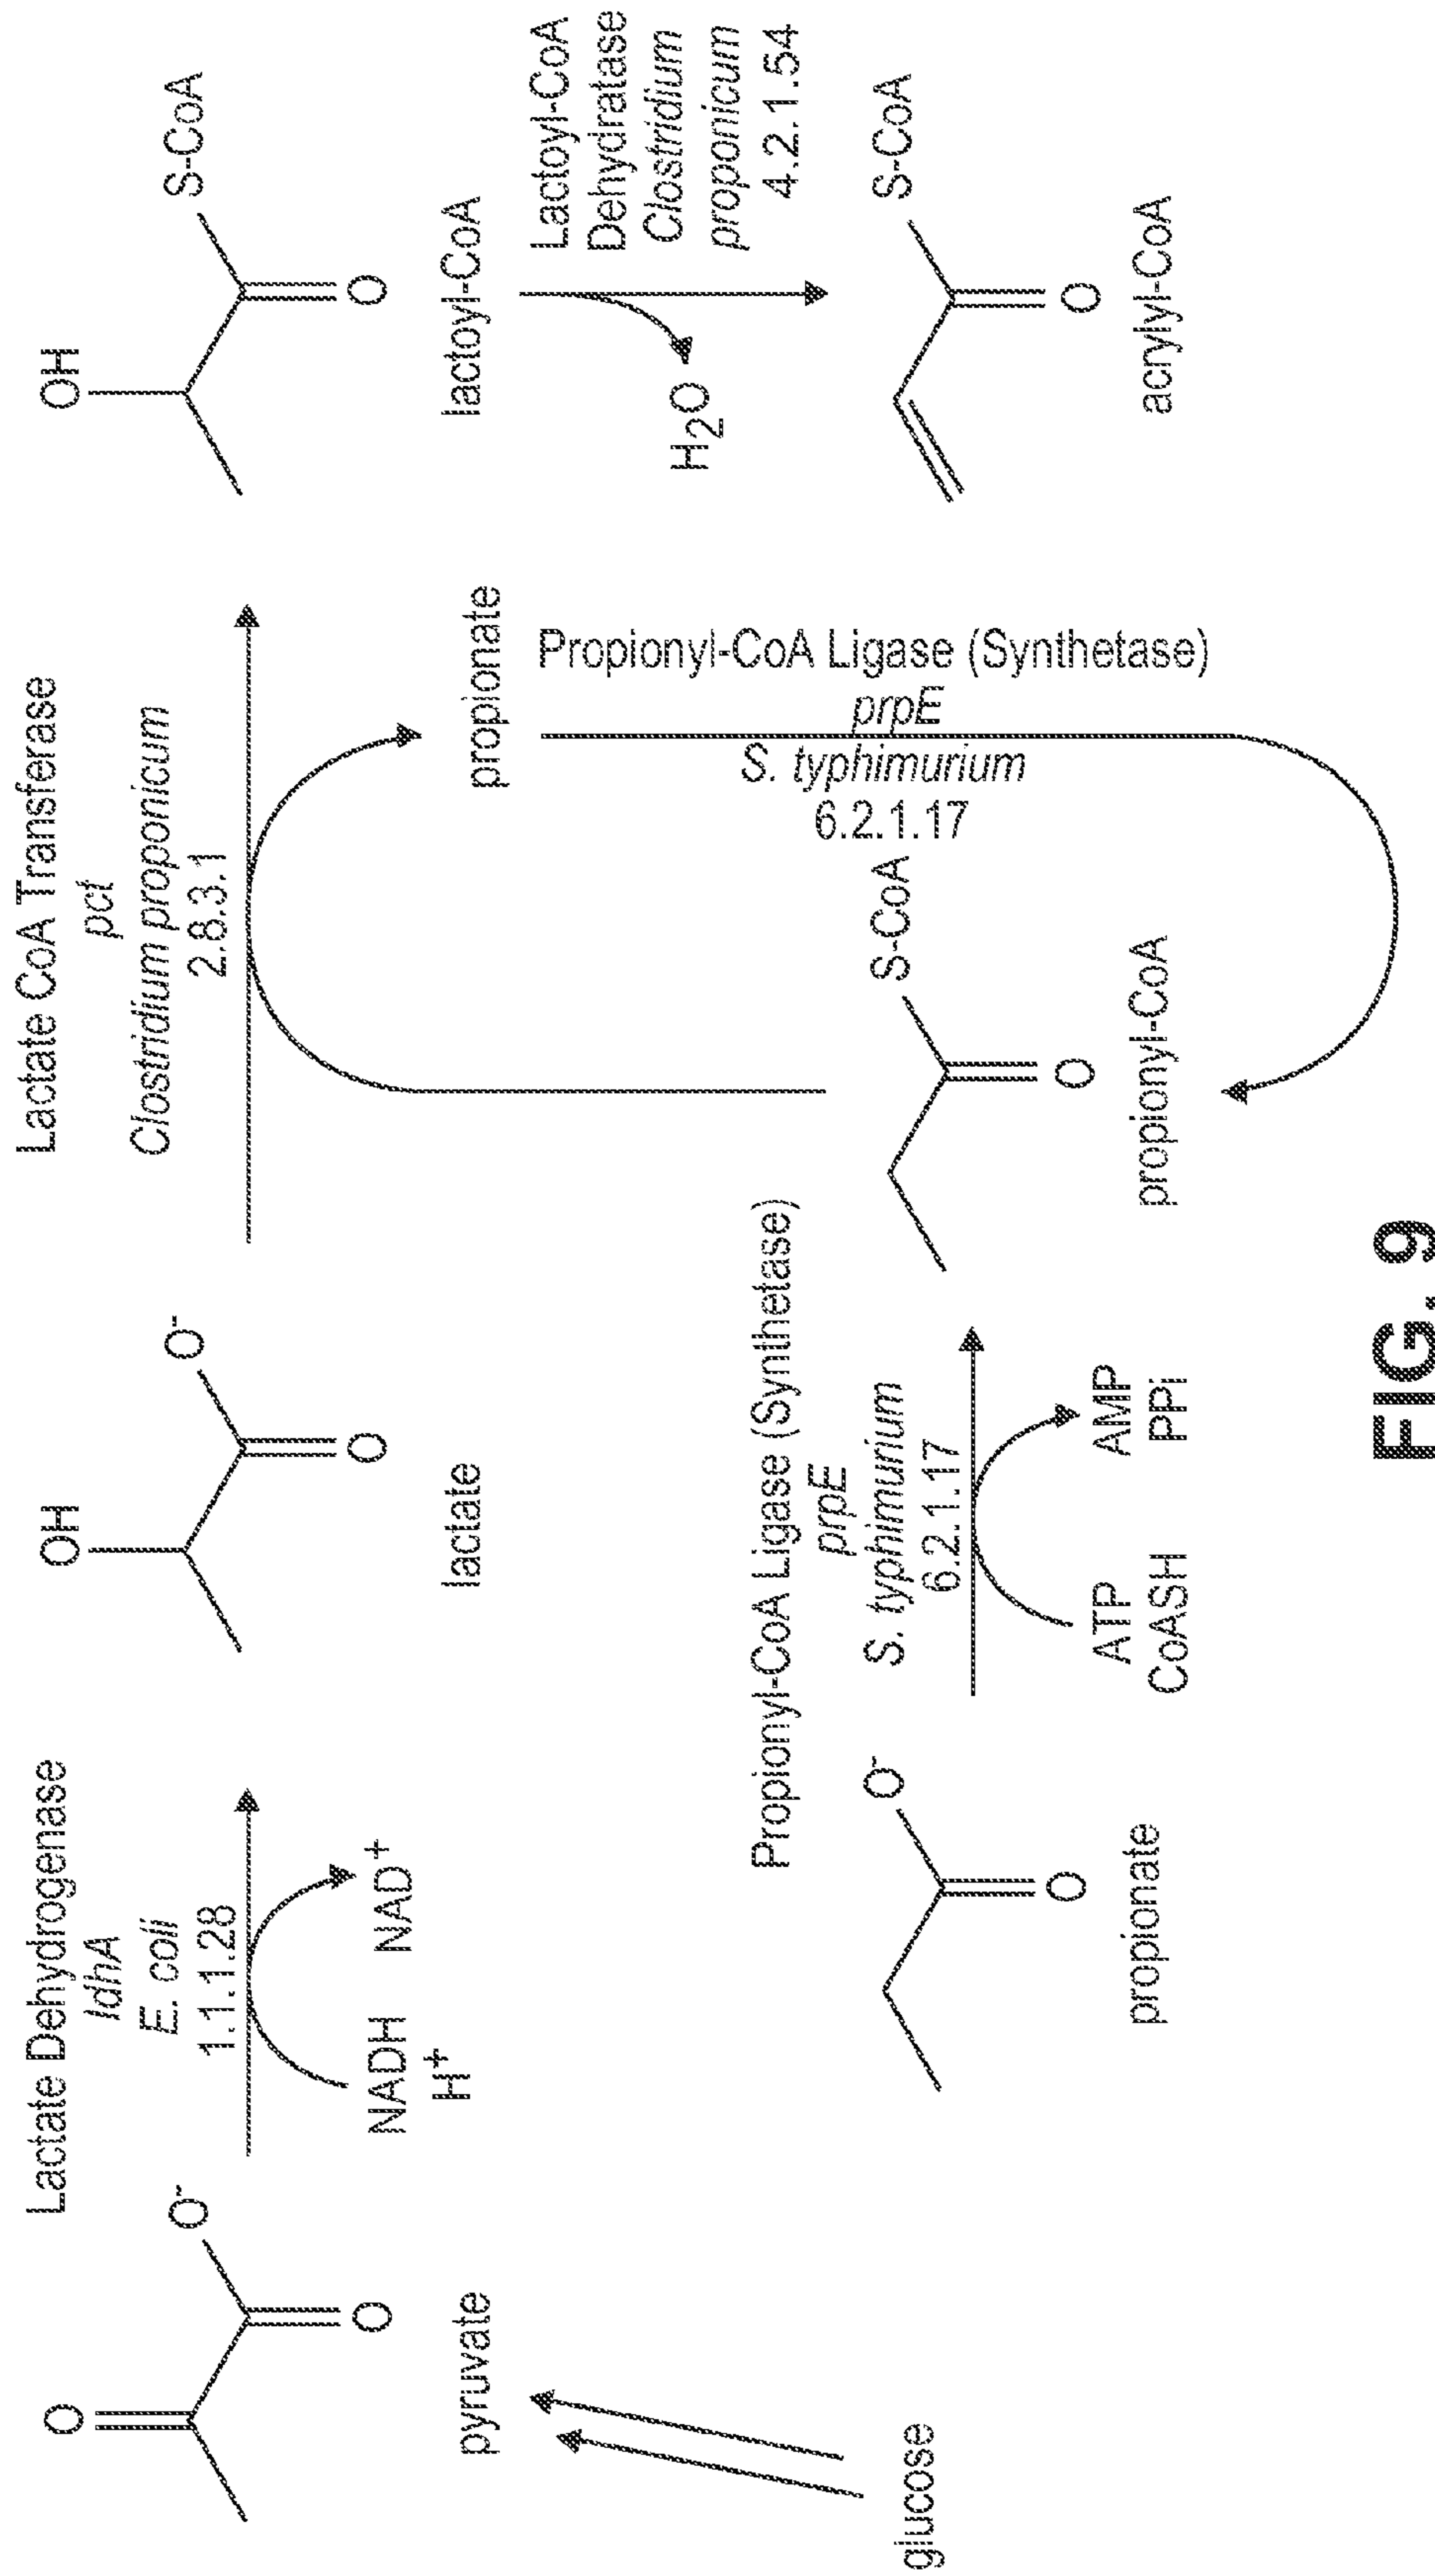 Lactate Dehydrogenase
ldhA
E. coli
1.1.1.28
O
O-
O
pyruvate
NADH
H+
NAD+
glucose
OH
O-
O
lactate
Lactate CoA Transferase
pct
Clostridium proponicum
2.8.3.1
propionate
OH
S-CoA
O
lactoyl-CoA
H2O
Lactoyl-CoA
Dehydratase
Clostridium
proponicum
4.2.1.54
S-CoA
O
acrylyl-CoA
Propionyl-CoA Ligase (Synthetase)
prpE
S. typhimurium
6.2.1.17
O-
O
propionate
ATP
CoASH
AMP
PPi
Propionyl-CoA Ligase (Synthetase)
prpE
S. typhimurium
6.2.1.17
S-CoA
O
propionyl-CoA
FIG. 9